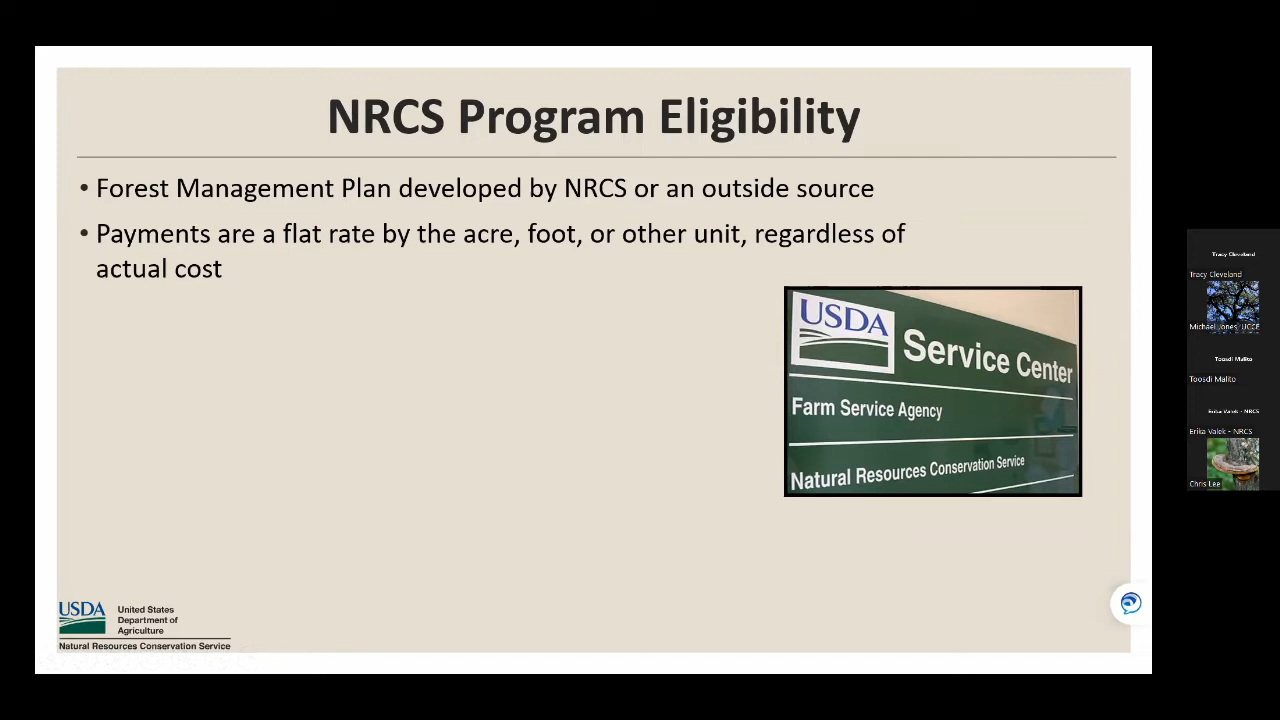 NRCS Program Eligibility
• Forest Management Plan developed by NRCS or an outside source
• Payments are a flat rate by the acre, foot, or other unit, regardless of
actual cost
USDA
Service Center
Farm Service Agency
Natural Resources Conservation Service
USDA
United States
Department of
Agriculture
Natural Resources Conservation Service
Tracy Cleveland
Tracy Cleveland
Michael Jones, UCCE
Toosdi Malito
Toosdi Malito
Erika Valek - NRCS
Erika Valek - NRCS
Chris Lee